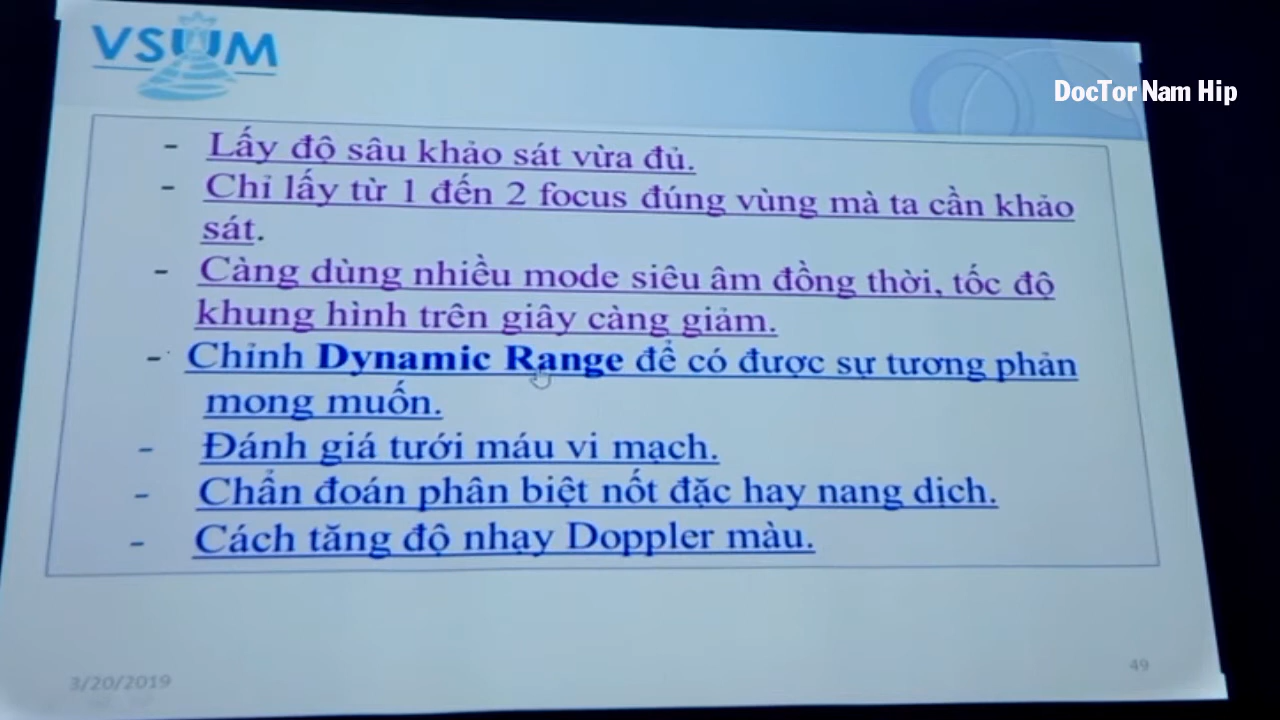 VSUM
DocTor Nam Hip
- Lấy độ sâu khảo sát vừa đủ.
- Chỉ lấy từ 1 đến 2 focus đúng vùng mà ta cần khảo
sát.
- Càng dùng nhiều mode siêu âm đồng thời, tốc độ
khung hình trên giây càng giảm.
- Chỉnh Dynamic Range để có được sự tương phản
mong muốn.
- Đánh giá tưới máu vi mạch.
- Chẩn đoán phân biệt nốt đặc hay nang dịch.
- Cách tăng độ nhạy Doppler màu.
3/20/2019
49